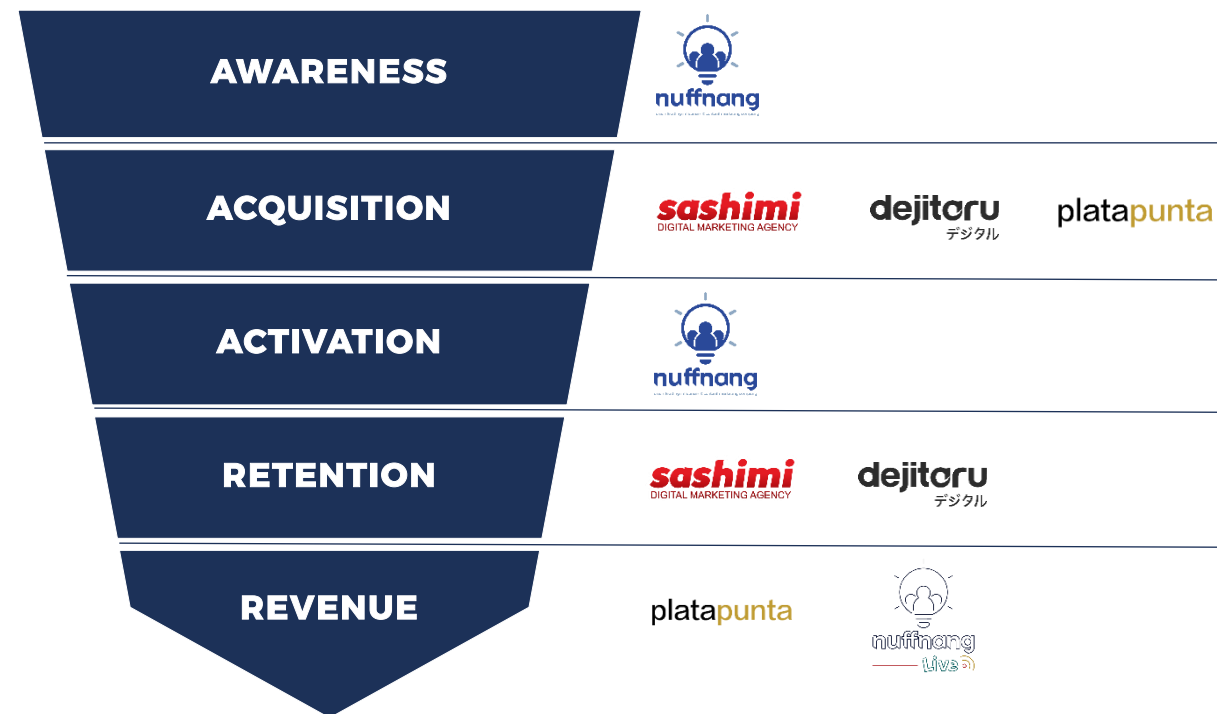 AWARENESS
nuffnang
ACQUISITION
sashimi
DIGITAL MARKETING AGENCY
dejitaru
デジタル
platapunta
ACTIVATION
nuffnang
RETENTION
sashimi
DIGITAL MARKETING AGENCY
dejitaru
デジタル
REVENUE
platapunta
nuffnang
Live